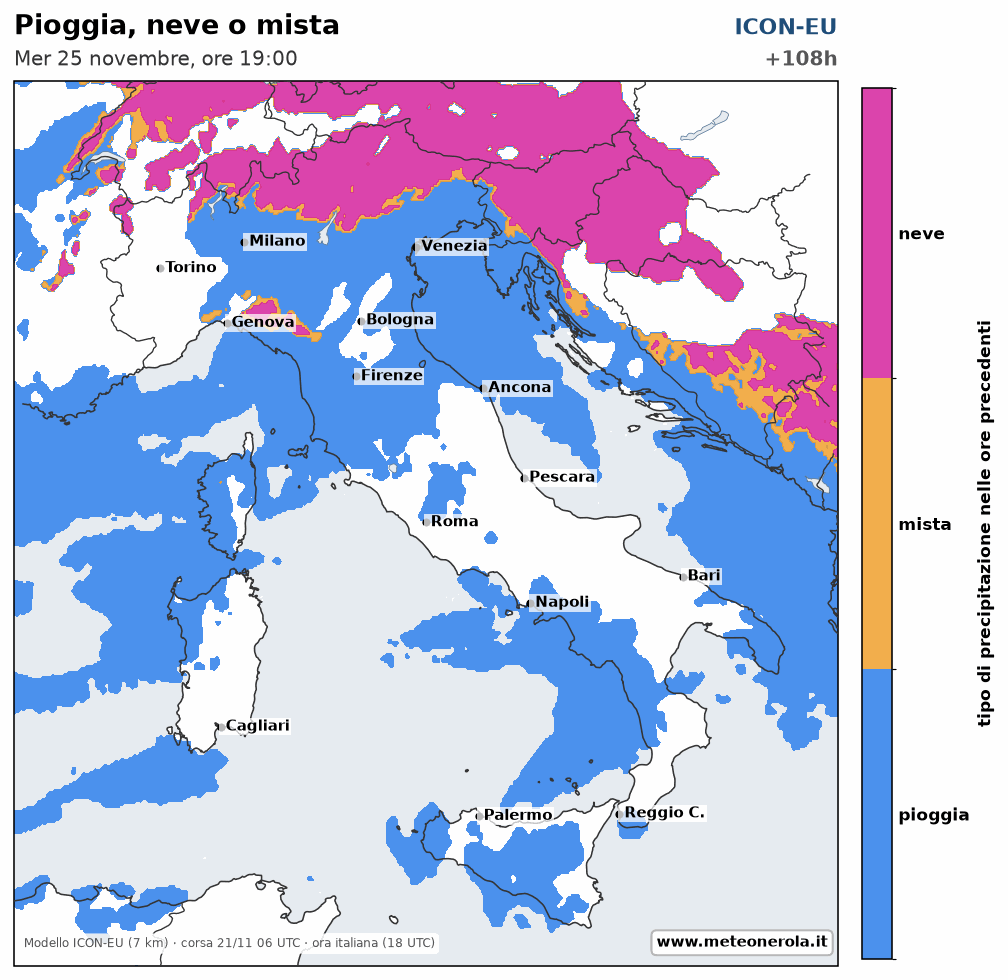 Pioggia, neve o mista
ICON-EU
Mer 25 novembre, ore 19:00
+108h
neve
mista
pioggia
tipo di precipitazione nelle ore precedenti
Milano
Venezia
Torino
Genova
Bologna
Firenze
Ancona
Pescara
Roma
Bari
Napoli
Cagliari
Palermo
Reggio C.
Modello ICON-EU (7 km) · corsa 21/11 06 UTC · ora italiana (18 UTC)
www.meteonerola.it